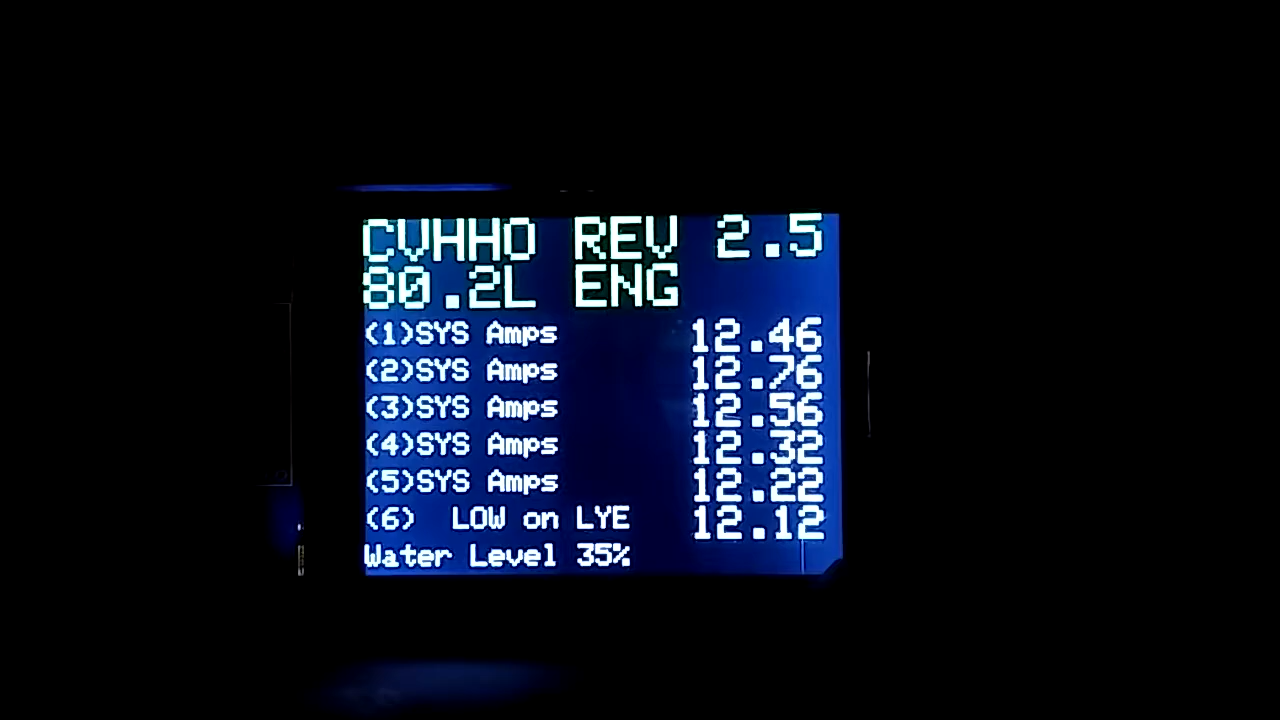 CVHHO REV 2.5
80.2L ENG
(1)SYS Amps 12.46
(2)SYS Amps 12.76
(3)SYS Amps 12.56
(4)SYS Amps 12.32
(5)SYS Amps 12.22
(6) LOW on LYE 12.12
Water Level 35%